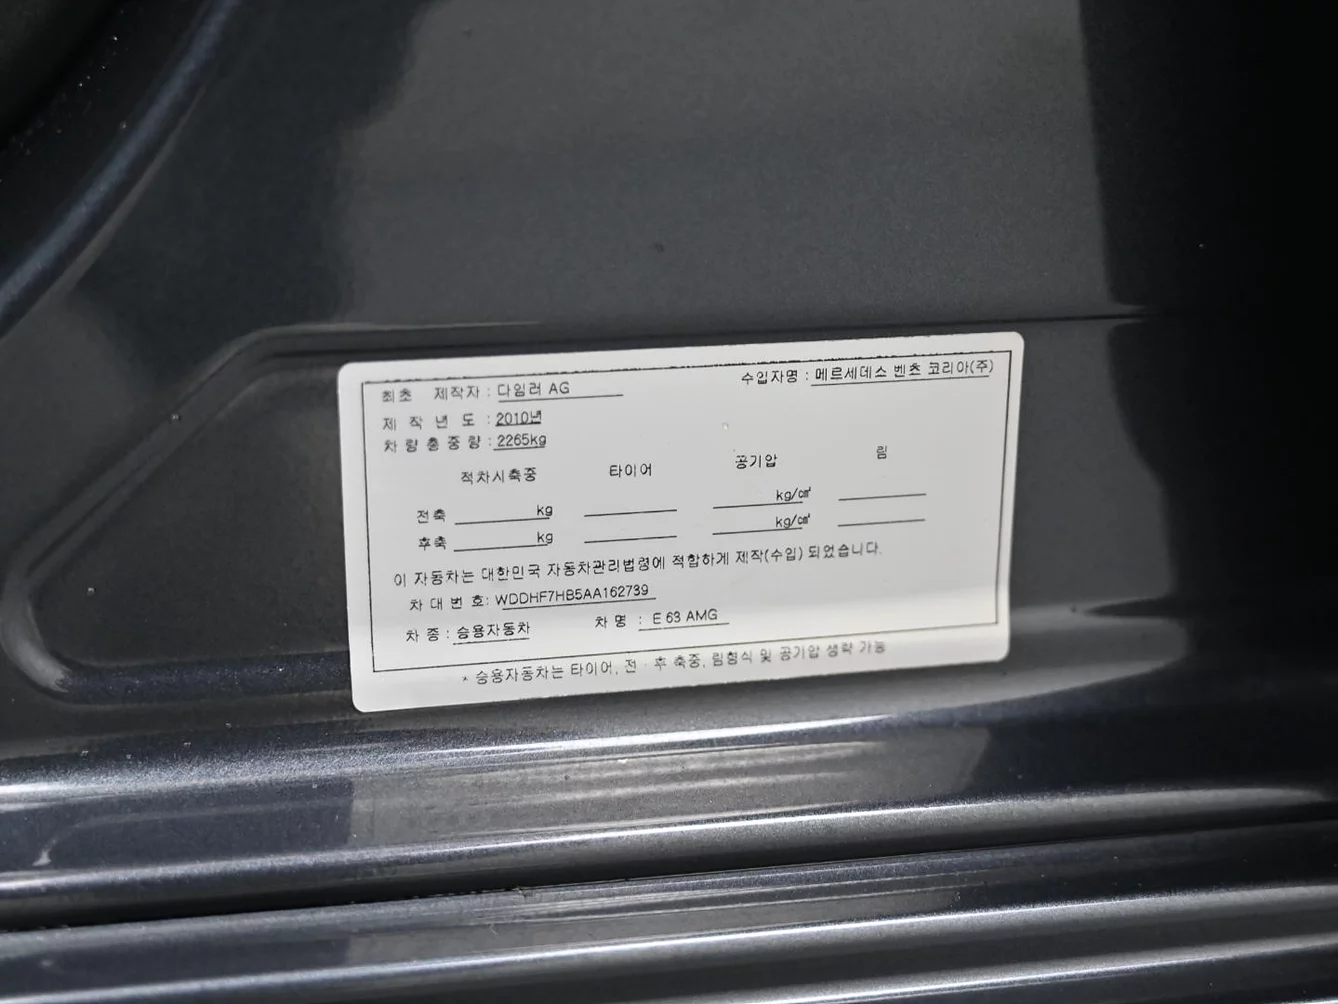 최초 제작자 : 다임러 AG 수입자명 : 메르세데스 벤츠 코리아(주)
제 작 년 도 : 2010년
차 량 총 중 량 : 2265kg
적차시축중 타이어 공기압 림
전축 kg kg/㎠
후축 kg kg/㎠
이 자동차는 대한민국 자동차관리법령에 적합하게 제작(수입) 되었습니다.
차 대 번 호: WDDHF7HB5AA162739
차 종 : 승용자동차 차 명 : E 63 AMG
* 승용자동차는 타이어, 전 · 후 축중, 림형식 및 공기압 생략 가능